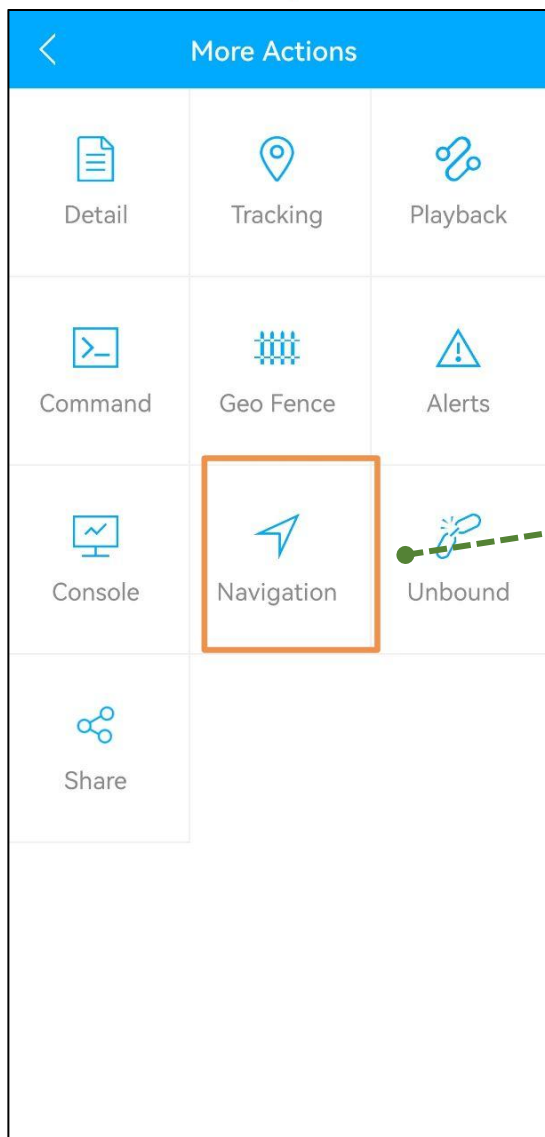 More Actions
Detail
Tracking
Playback
Command
Geo Fence
Alerts
Console
Navigation
Unbound
Share